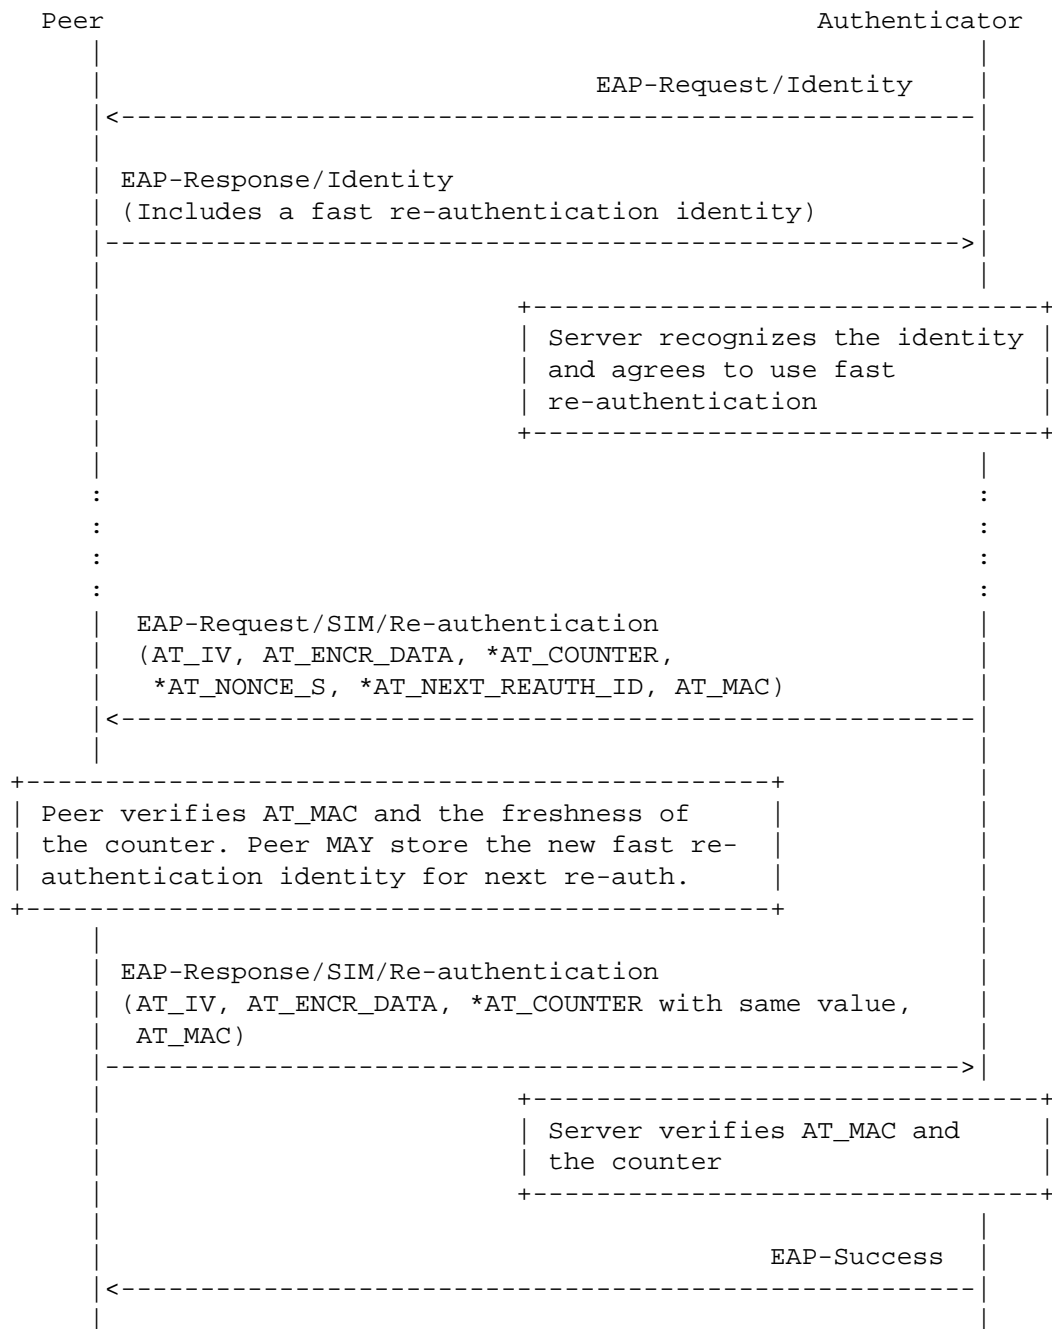 Peer Authenticator
EAP-Request/Identity
EAP-Response/Identity
(Includes a fast re-authentication identity)
Server recognizes the identity
and agrees to use fast
re-authentication
EAP-Request/SIM/Re-authentication
(AT_IV, AT_ENCR_DATA, *AT_COUNTER,
*AT_NONCE_S, *AT_NEXT_REAUTH_ID, AT_MAC)
Peer verifies AT_MAC and the freshness of
the counter. Peer MAY store the new fast re-
authentication identity for next re-auth.
EAP-Response/SIM/Re-authentication
(AT_IV, AT_ENCR_DATA, *AT_COUNTER with same value,
AT_MAC)
Server verifies AT_MAC and
the counter
EAP-Success